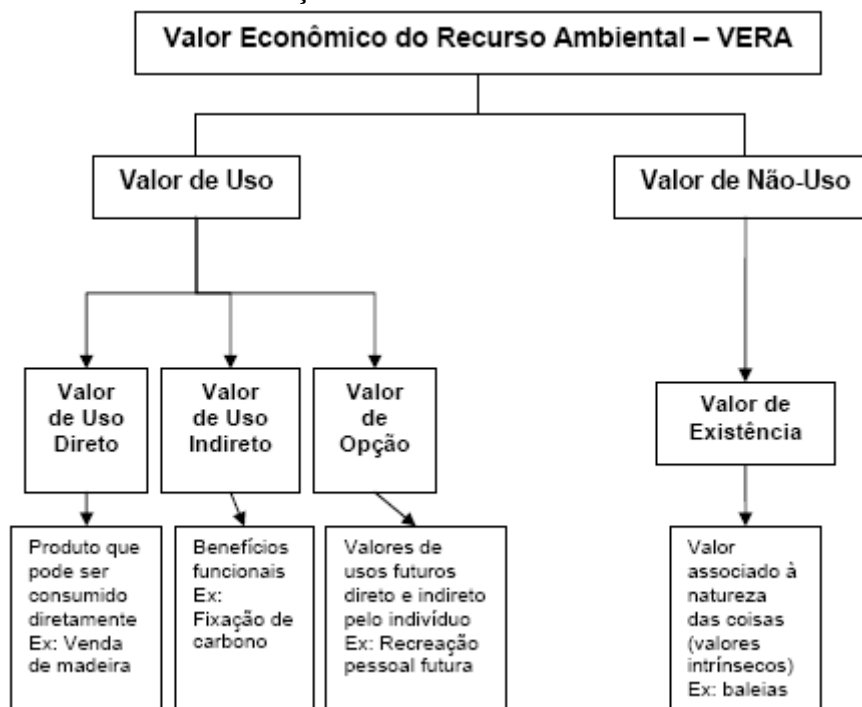 Valor Econômico do Recurso Ambiental – VERA
Valor de Uso
Valor de Não-Uso
Valor
de Uso
Direto
Valor
de Uso
Indireto
Valor
de
Opção
Valor de
Existência
Produto que
pode ser
consumido
diretamente
Ex: Venda
de madeira
Benefícios
funcionais
Ex:
Fixação de
carbono
Valores de
usos futuros
direto e indireto
pelo indivíduo
Ex: Recreação
pessoal futura
Valor
associado à
natureza
das coisas
(valores
intrínsecos)
Ex: baleias